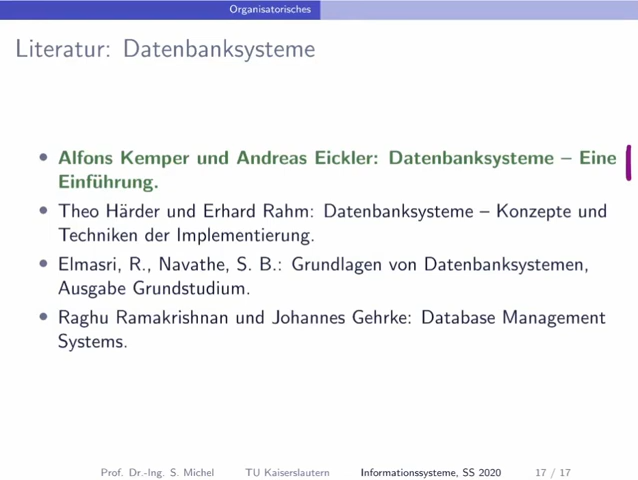 Organisatorisches
Literatur: Datenbanksysteme
• Alfons Kemper und Andreas Eickler: Datenbanksysteme – Eine
Einführung.
• Theo Härder und Erhard Rahm: Datenbanksysteme – Konzepte und
Techniken der Implementierung.
• Elmasri, R., Navathe, S. B.: Grundlagen von Datenbanksystemen,
Ausgabe Grundstudium.
• Raghu Ramakrishnan und Johannes Gehrke: Database Management
Systems.
Prof. Dr.-Ing. S. Michel TU Kaiserslautern Informationssysteme, SS 2020 17 / 17